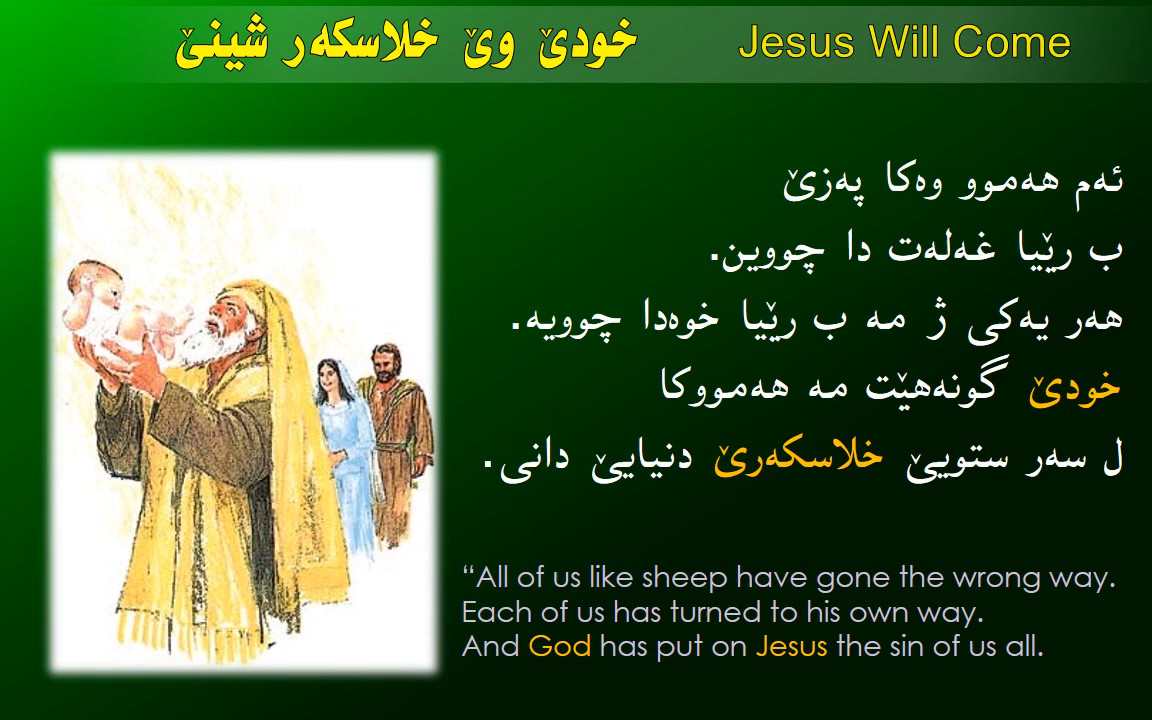 خودێ وێ خلاسکەر شینێ
Jesus Will Come
ئەم هەموو وەکا پەزێ
ب رێیا غەلەت دا چووین.
هەر یەکی ژ مە ب رێیا خوەدا چوویە.
خودێ گونەهێت مە هەمووکا
ل سەر ستویێ خلاسکەرێ دنیایێ دانی.
“All of us like sheep have gone the wrong way.
Each of us has turned to his own way.
And God has put on Jesus the sin of us all.